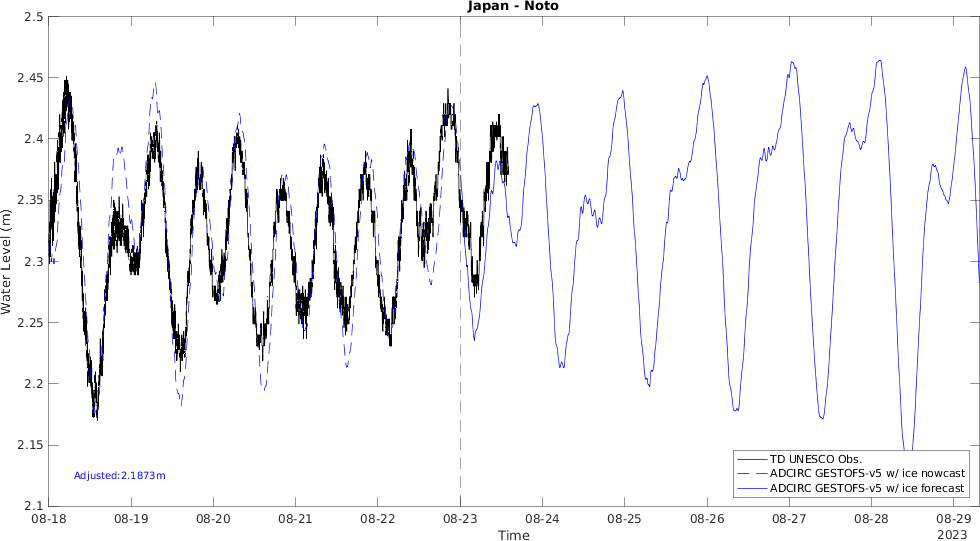 Japan - Noto
Water Level (m)
2.5
2.45
2.4
2.35
2.3
2.25
2.2
2.15
2.1
Adjusted:2.1873m
TD UNESCO Obs.
ADCIRC GESTOFS-v5 w/ ice nowcast
ADCIRC GESTOFS-v5 w/ ice forecast
08-18 08-19 08-20 08-21 08-22 08-23 08-24 08-25 08-26 08-27 08-28 08-29
Time
2023